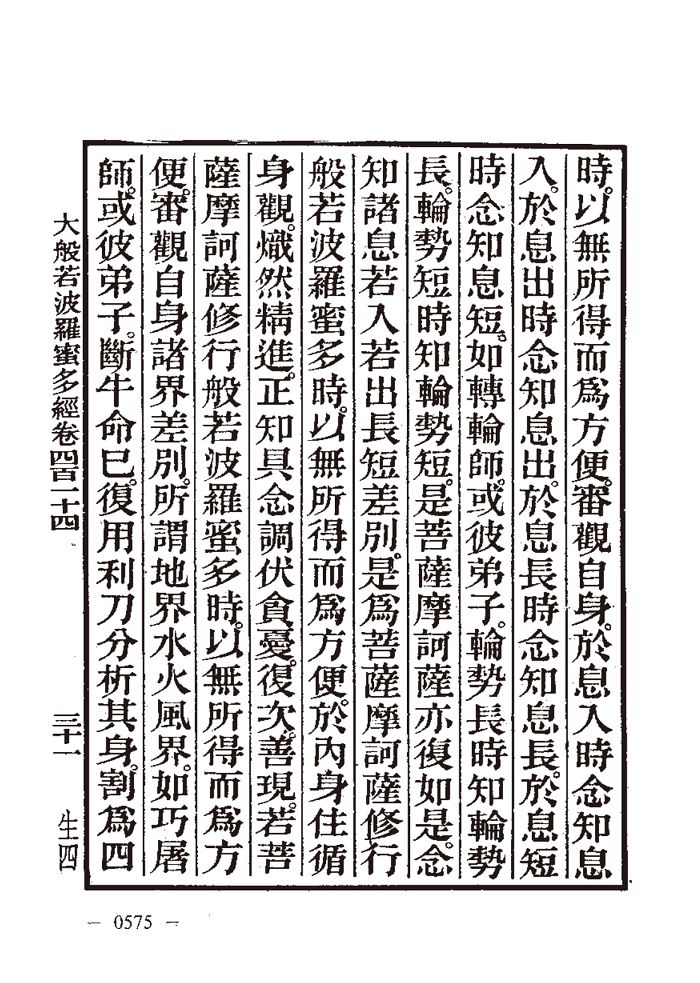 時。以無所得而爲方便。審觀自身。於息入時念知息
入。於息出時念知息出。於息長時念知息長。於息短
時念知息短。如轉輪師。或彼弟子。輪勢長時知輪勢
長。輪勢短時知輪勢短。是菩薩摩訶薩亦復如是。念
知諸息若入若出長短差別。是爲菩薩摩訶薩修行
般若波羅蜜多時。以無所得而爲方便。於內身住循
身觀。熾然精進。正知具念調伏貪憂。復次。善現。若菩
薩摩訶薩修行般若波羅蜜多時。以無所得而爲方
便。審觀自身諸界差別。所謂地界水火風界。如巧屠
師。或彼弟子。斷牛命已。復用利刀分析其身。割爲四
大般若波羅蜜多經卷四百一十四 三十一 生四
— 0575 —